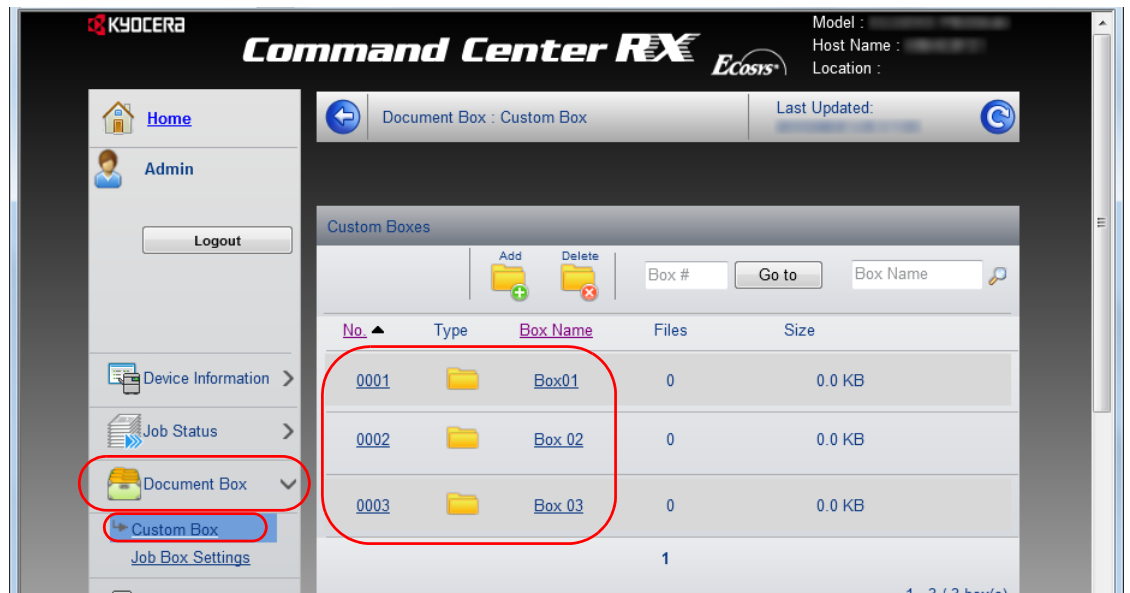 KYOCERA
Command Center RX Ecosys
Model :
Host Name :
Location :
Home
Admin
Logout
Device Information
Job Status
Document Box
Custom Box
Job Box Settings
Document Box : Custom Box
Last Updated:
Custom Boxes
Add Delete Box # Go to Box Name
No. Type Box Name Files Size
0001 Box01 0 0.0 KB
0002 Box 02 0 0.0 KB
0003 Box 03 0 0.0 KB
1